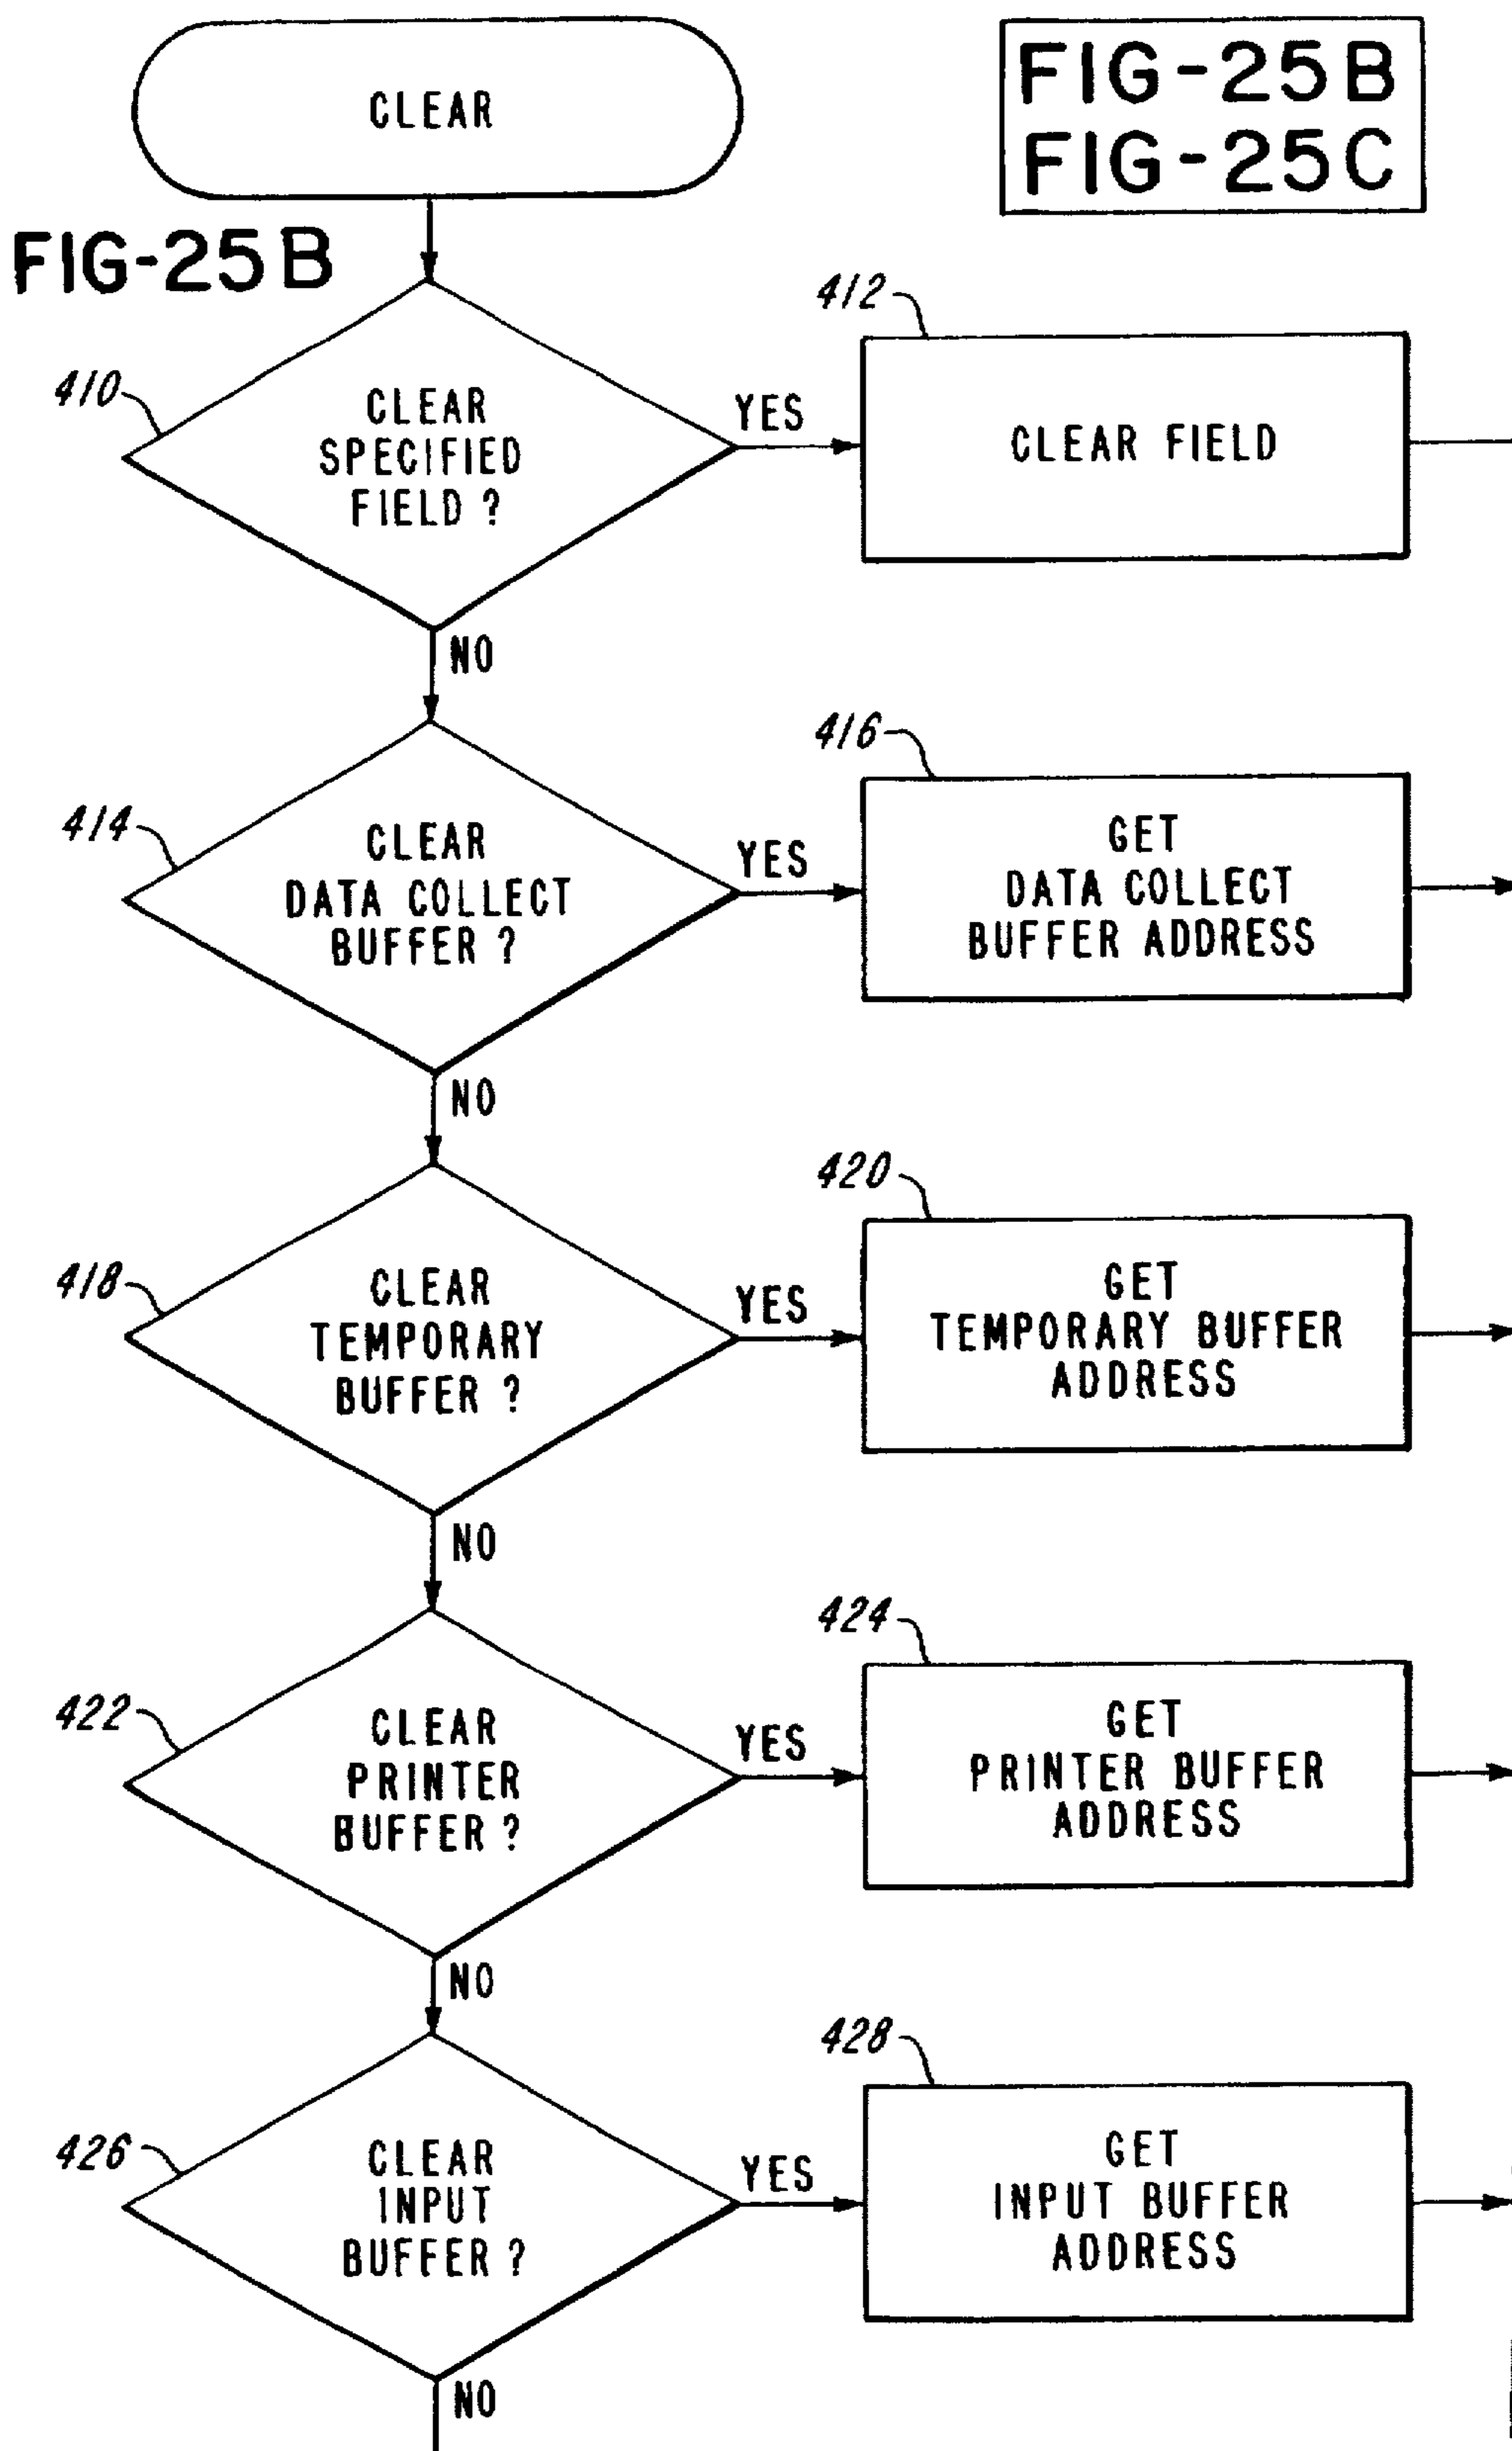 CLEAR
FIG-25B
FIG-25C
FIG-25B
410
CLEAR
SPECIFIED
FIELD ?
YES
412
CLEAR FIELD
NO
414
CLEAR
DATA COLLECT
BUFFER ?
YES
416
GET
DATA COLLECT
BUFFER ADDRESS
NO
418
CLEAR
TEMPORARY
BUFFER ?
YES
420
GET
TEMPORARY BUFFER
ADDRESS
NO
422
CLEAR
PRINTER
BUFFER ?
YES
424
GET
PRINTER BUFFER
ADDRESS
NO
426
CLEAR
INPUT
BUFFER ?
YES
428
GET
INPUT BUFFER
ADDRESS
NO